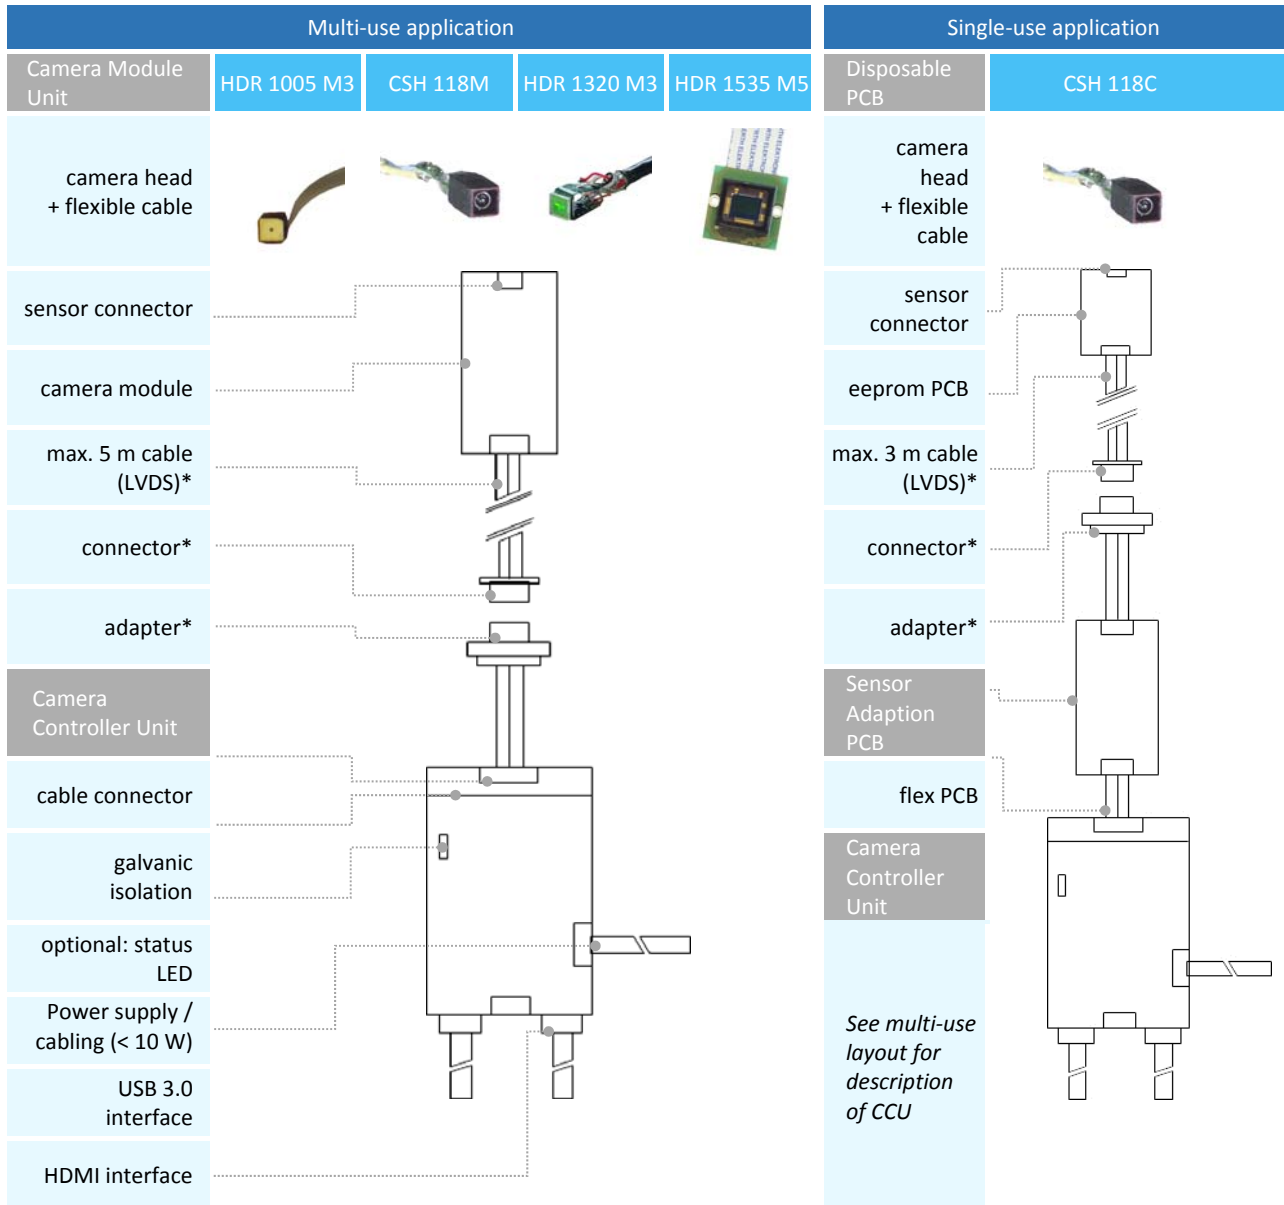 Multi-use application
Camera Module
Unit
HDR 1005 M3
CSH 118M
HDR 1320 M3
HDR 1535 M5
camera head
+ flexible cable
sensor connector
camera module
max. 5 m cable
(LVDS)*
connector*
adapter*
Camera
Controller Unit
cable connector
galvanic
isolation
optional: status
LED
Power supply /
cabling (< 10 W)
USB 3.0
interface
HDMI interface
Single-use application
Disposable
PCB
CSH 118C
camera
head
+ flexible
cable
sensor
connector
eeprom PCB
max. 3 m cable
(LVDS)*
connector*
adapter*
Sensor
Adaption
PCB
flex PCB
Camera
Controller
Unit
See multi-use
layout for
description
of CCU